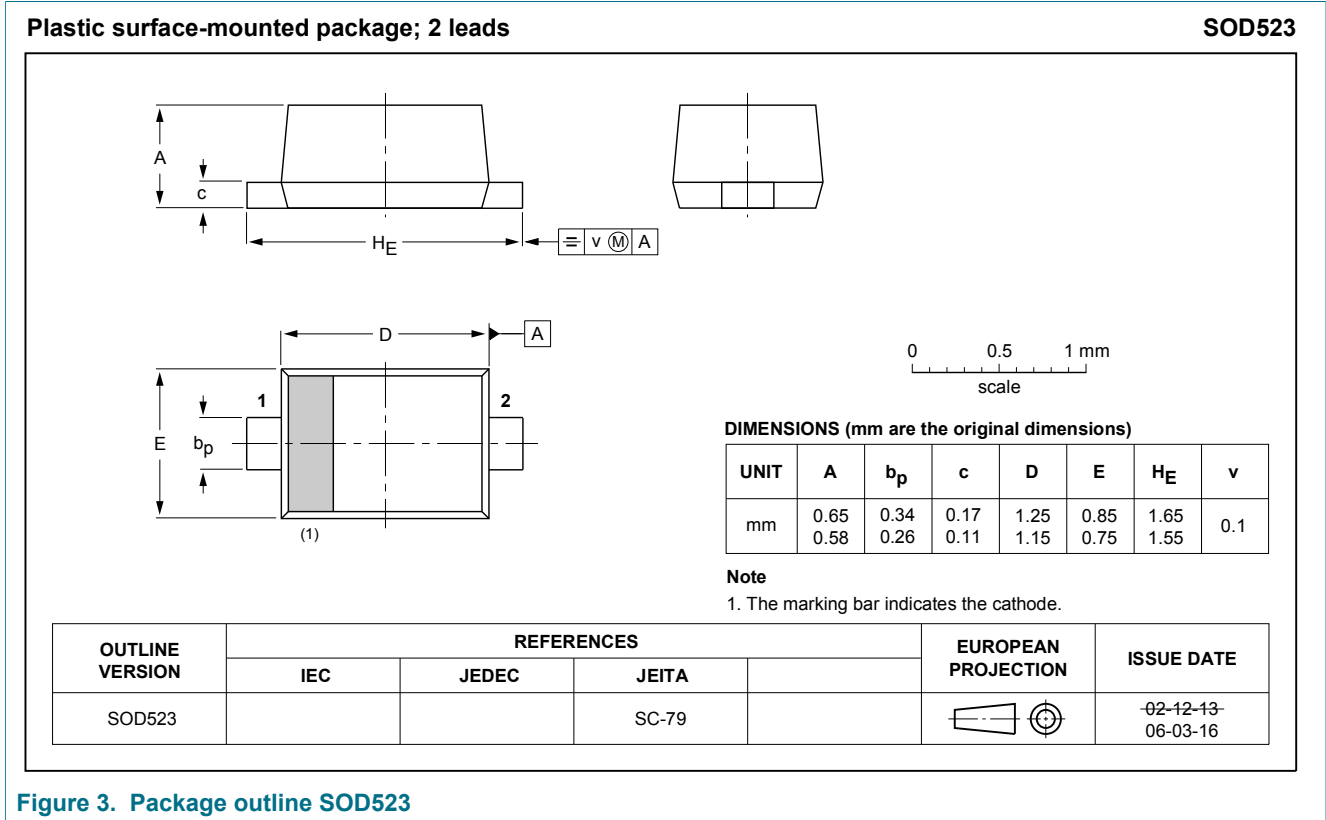 Plastic surface-mounted package; 2 leads
SOD523
A
c
HE
v Ⓜ A
D
A
1
2
E
bp
(1)
0 0.5 1 mm
scale
DIMENSIONS (mm are the original dimensions)
UNIT A bp c D E HE v
mm 0.65 0.34 0.17 1.25 0.85 1.65 0.1
0.58 0.26 0.11 1.15 0.75 1.55
Note
1. The marking bar indicates the cathode.
OUTLINE VERSION
REFERENCES
EUROPEAN PROJECTION
ISSUE DATE
IEC JEDEC JEITA
SOD523 SC-79
02-12-13
06-03-16
Figure 3. Package outline SOD523